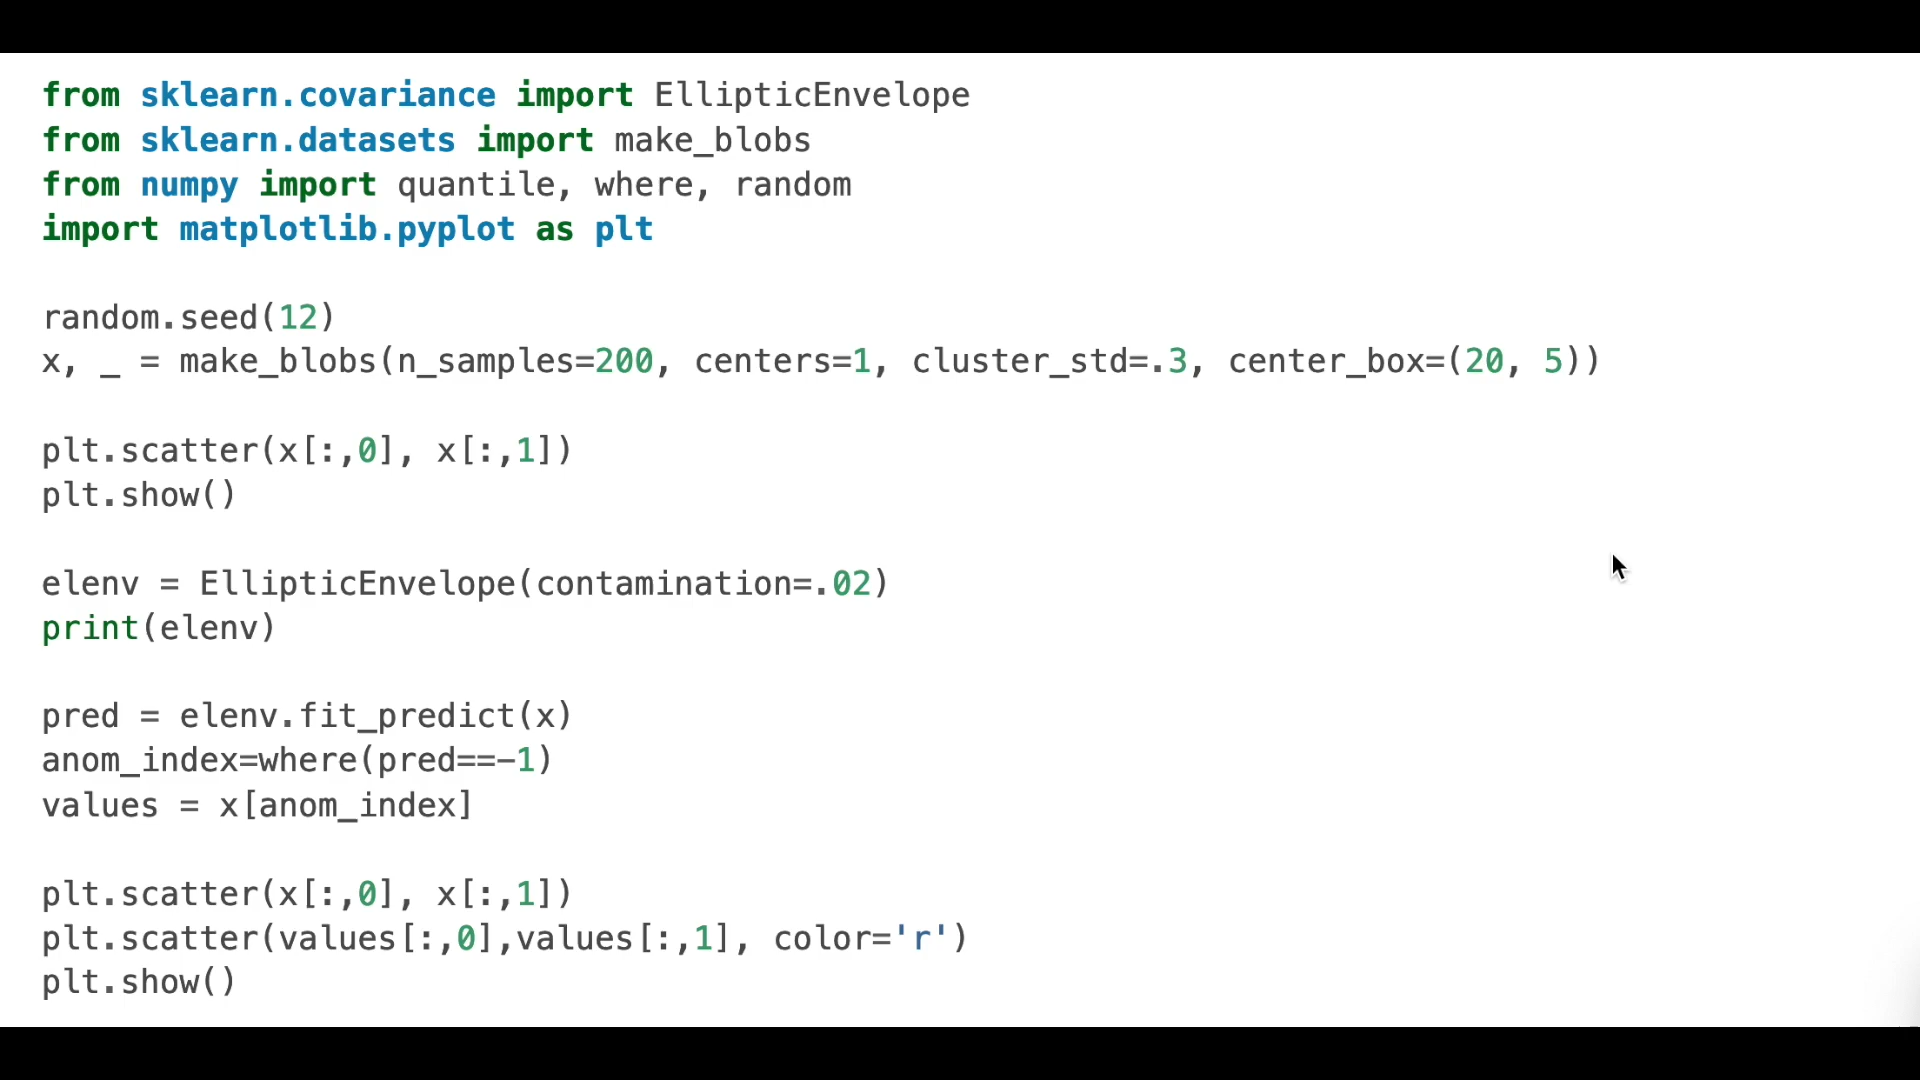 from sklearn.covariance import EllipticEnvelope
from sklearn.datasets import make_blobs
from numpy import quantile, where, random
import matplotlib.pyplot as plt
random.seed(12)
x, _ = make_blobs(n_samples=200, centers=1, cluster_std=.3, center_box=(20, 5))
plt.scatter(x[:,0], x[:,1])
plt.show()
elenv = EllipticEnvelope(contamination=.02)
print(elenv)
pred = elenv.fit_predict(x)
anom_index=where(pred==-1)
values = x[anom_index]
plt.scatter(x[:,0], x[:,1])
plt.scatter(values[:,0],values[:,1], color='r')
plt.show()